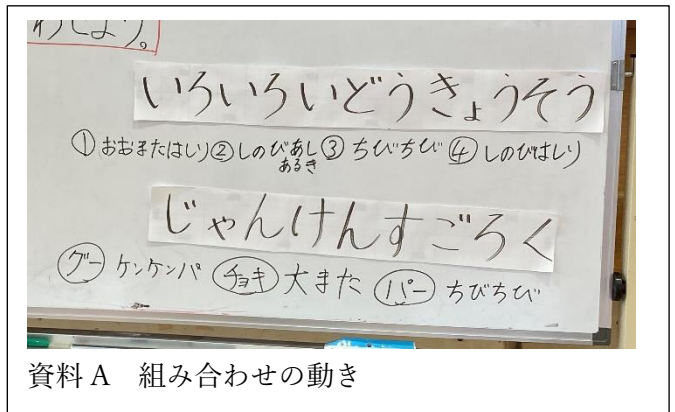 わしよう。
いろいろいどうきょうそう
①おおまたはしり②しのびあしあるき③ちびちび④しのびはしり
じゃんけんすごろく
グーケンケンパ チョキ大また パーちびちび
資料 A 組み合わせの動き